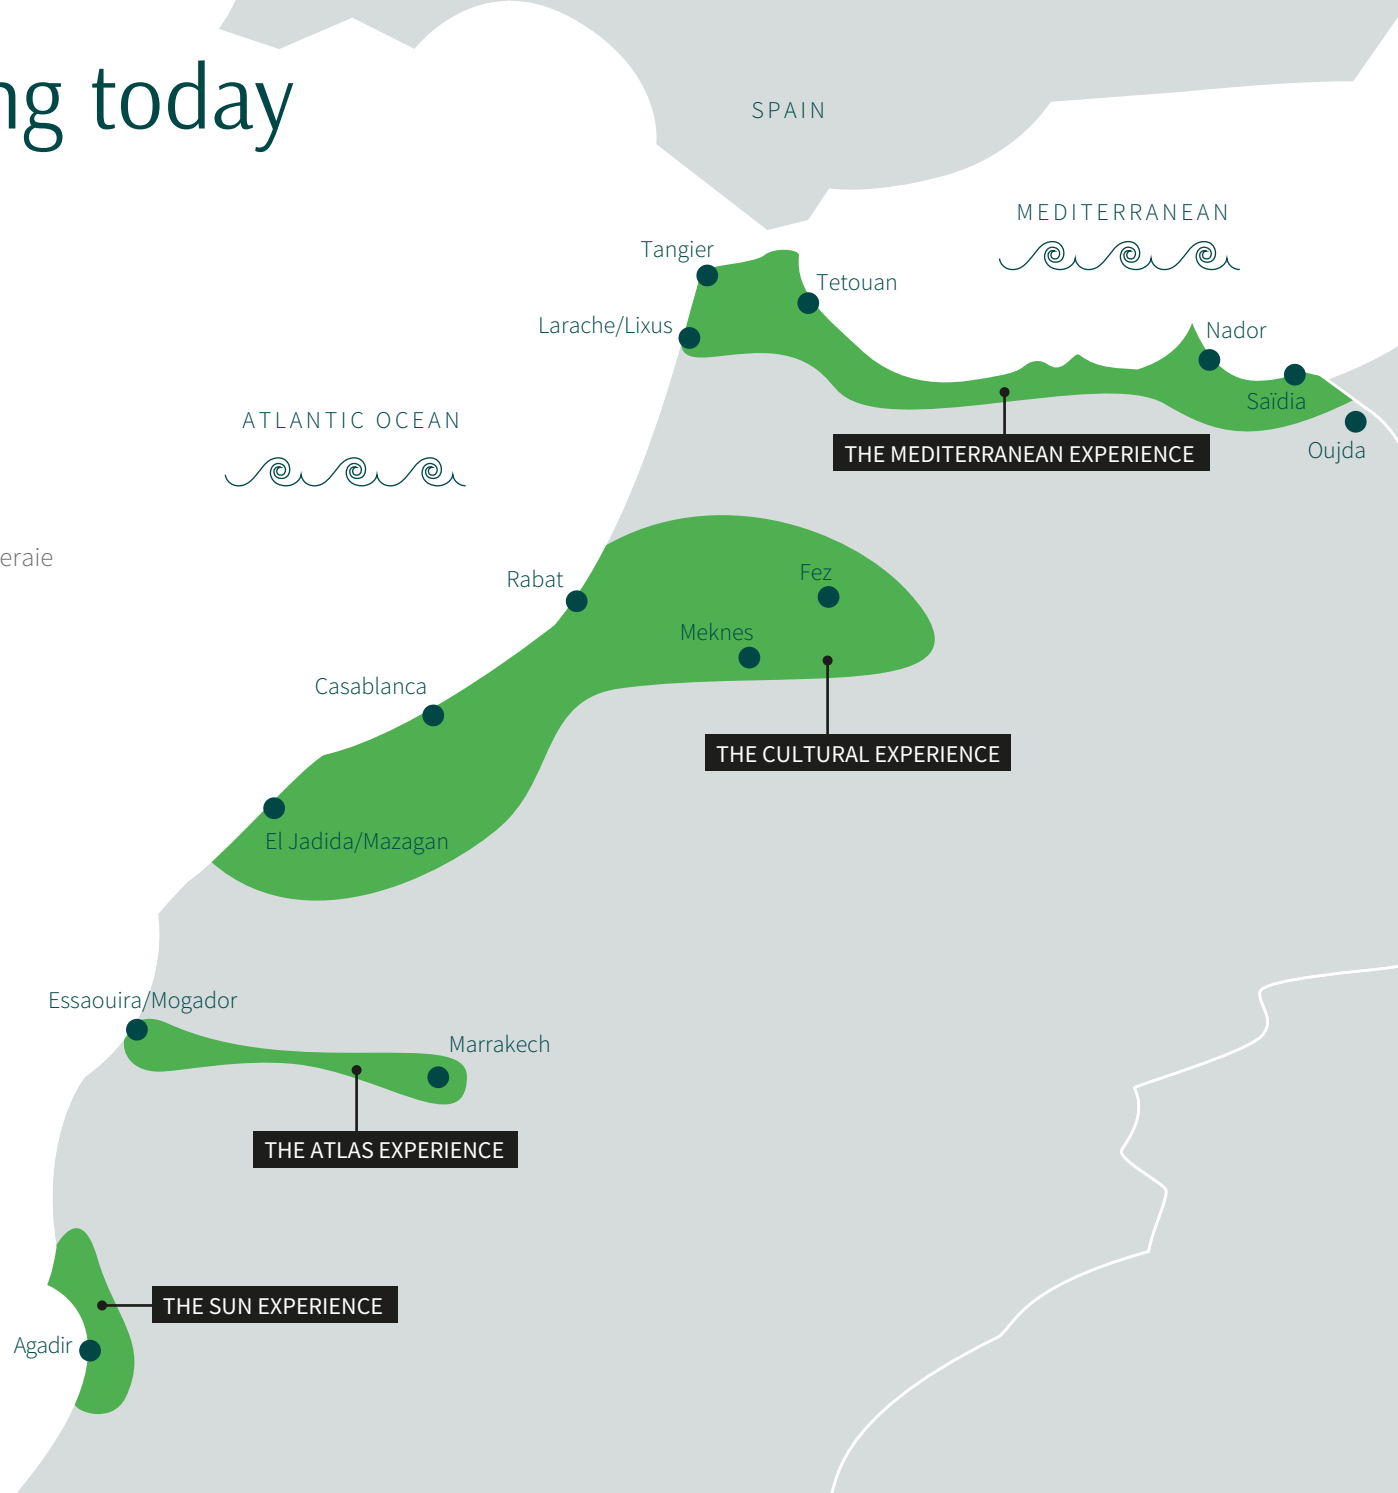 ng today
SPAIN
MEDITERRANEAN
Tangier
Tetouan
Larache/Lixus
Nador
Saïdia
Oujda
ATLANTIC OCEAN
THE MEDITERRANEAN EXPERIENCE
eraie
Rabat
Fez
Meknes
Casablanca
THE CULTURAL EXPERIENCE
El Jadida/Mazagan
Essaouira/Mogador
Marrakech
THE ATLAS EXPERIENCE
THE SUN EXPERIENCE
Agadir